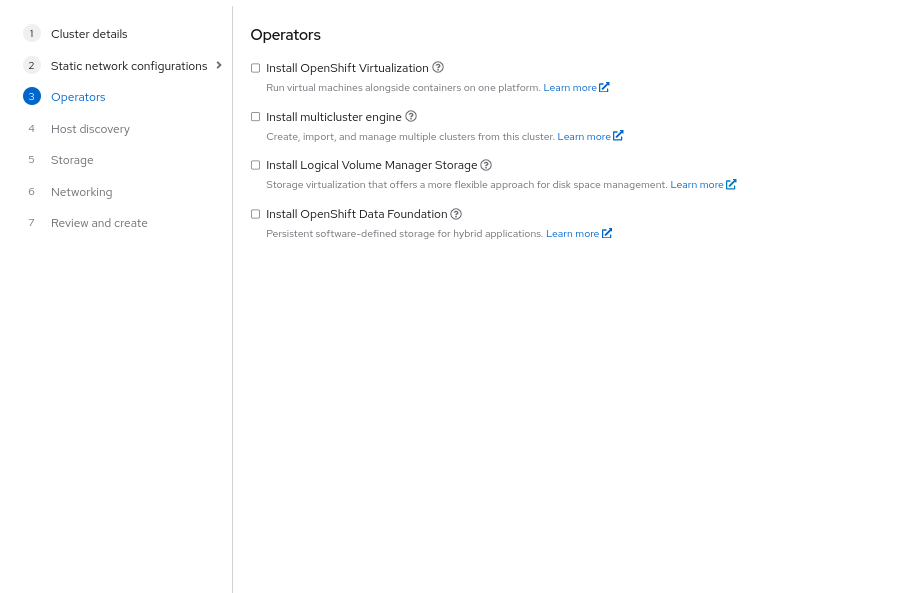 1 Cluster details
2 Static network configurations
3 Operators
4 Host discovery
5 Storage
6 Networking
7 Review and create
Operators
Install OpenShift Virtualization
Run virtual machines alongside containers on one platform. Learn more
Install multicluster engine
Create, import, and manage multiple clusters from this cluster. Learn more
Install Logical Volume Manager Storage
Storage virtualization that offers a more flexible approach for disk space management. Learn more
Install OpenShift Data Foundation
Persistent software-defined storage for hybrid applications. Learn more